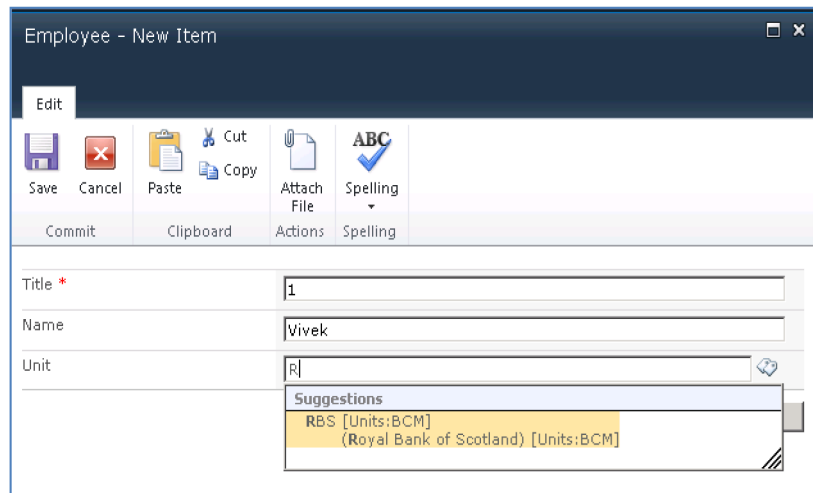 Employee - New Item
Edit
Save
Cancel
Paste
Cut
Copy
Attach File
ABC
Spelling
Commit
Clipboard
Actions
Spelling
Title *
1
Name
Vivek
Unit
R
Suggestions
RBS [Units:BCM]
(Royal Bank of Scotland) [Units:BCM]